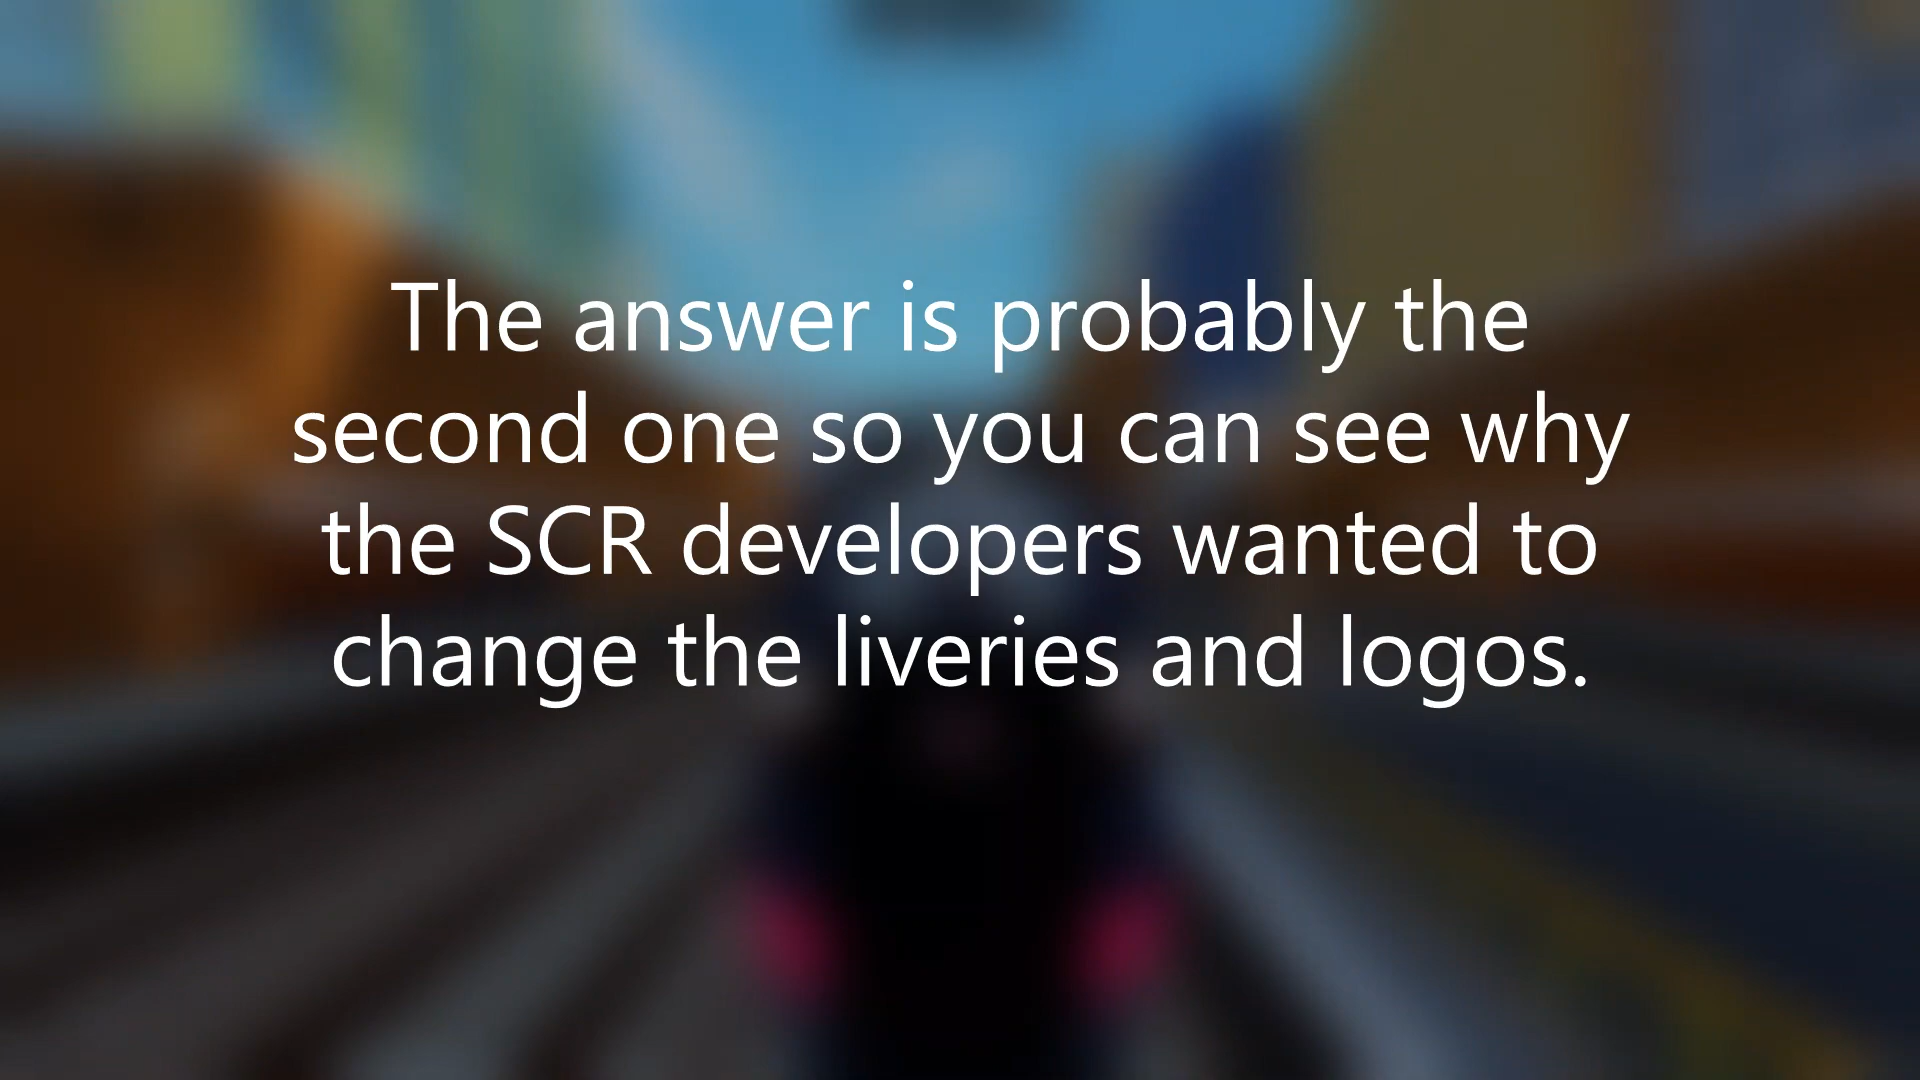 The answer is probably the
second one so you can see why
the SCR developers wanted to
change the liveries and logos.